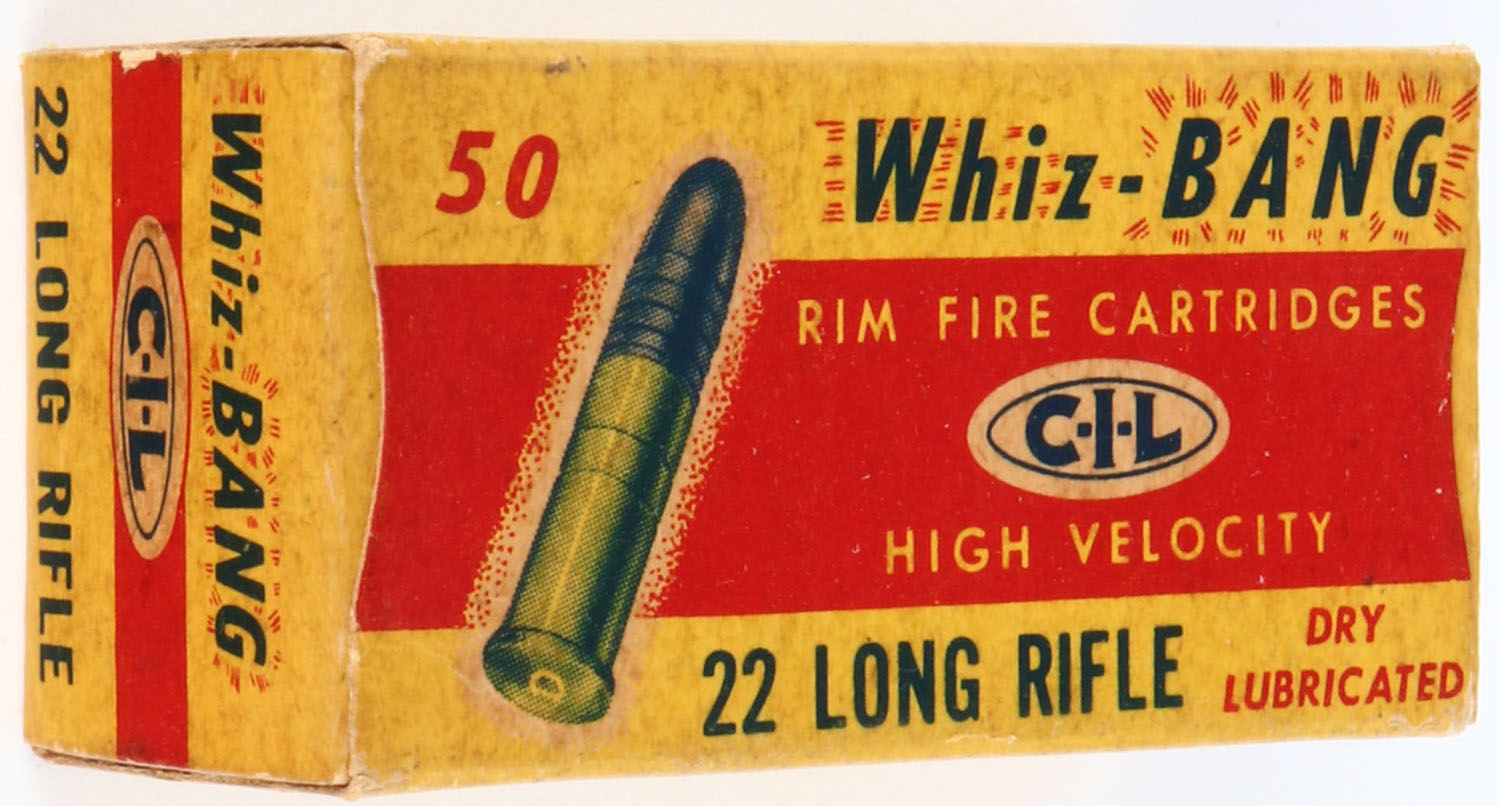 22 LONG RIFLE
C-I-L
Whiz-BANG
50
Whiz-BANG
RIM FIRE CARTRIDGES
C-I-L
HIGH VELOCITY
22 LONG RIFLE
DRY
LUBRICATED